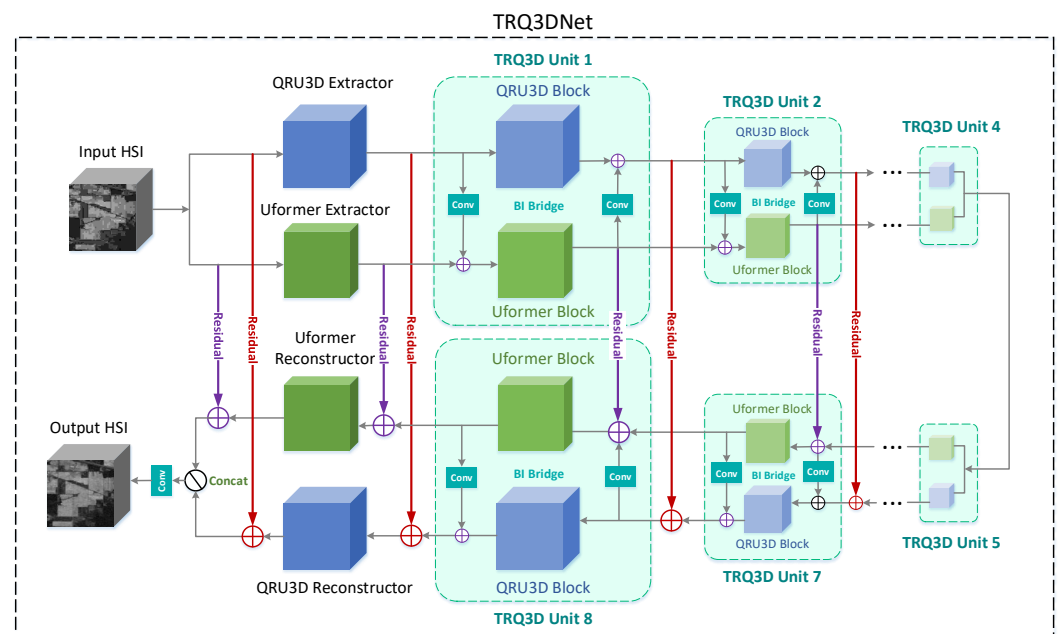 TRQ3DNet
TRQ3D Unit 1
QRU3D Extractor
QRU3D Block
TRQ3D Unit 2
TRQ3D Unit 4
QRU3D Block
Input HSI
Conv
BI Bridge
Conv
Conv
BI Bridge
Conv
Uformer Extractor
Uformer Block
Uformer Block
Residual
Residual
Residual
Residual
Residual
Residual
Residual
Residual
Uformer
Reconstructor
Uformer Block
Uformer Block
Output HSI
Conv
Concat
Conv
BI Bridge
Conv
Conv
BI Bridge
Conv
QRU3D Block
TRQ3D Unit 5
QRU3D Reconstructor
QRU3D Block
TRQ3D Unit 7
TRQ3D Unit 8